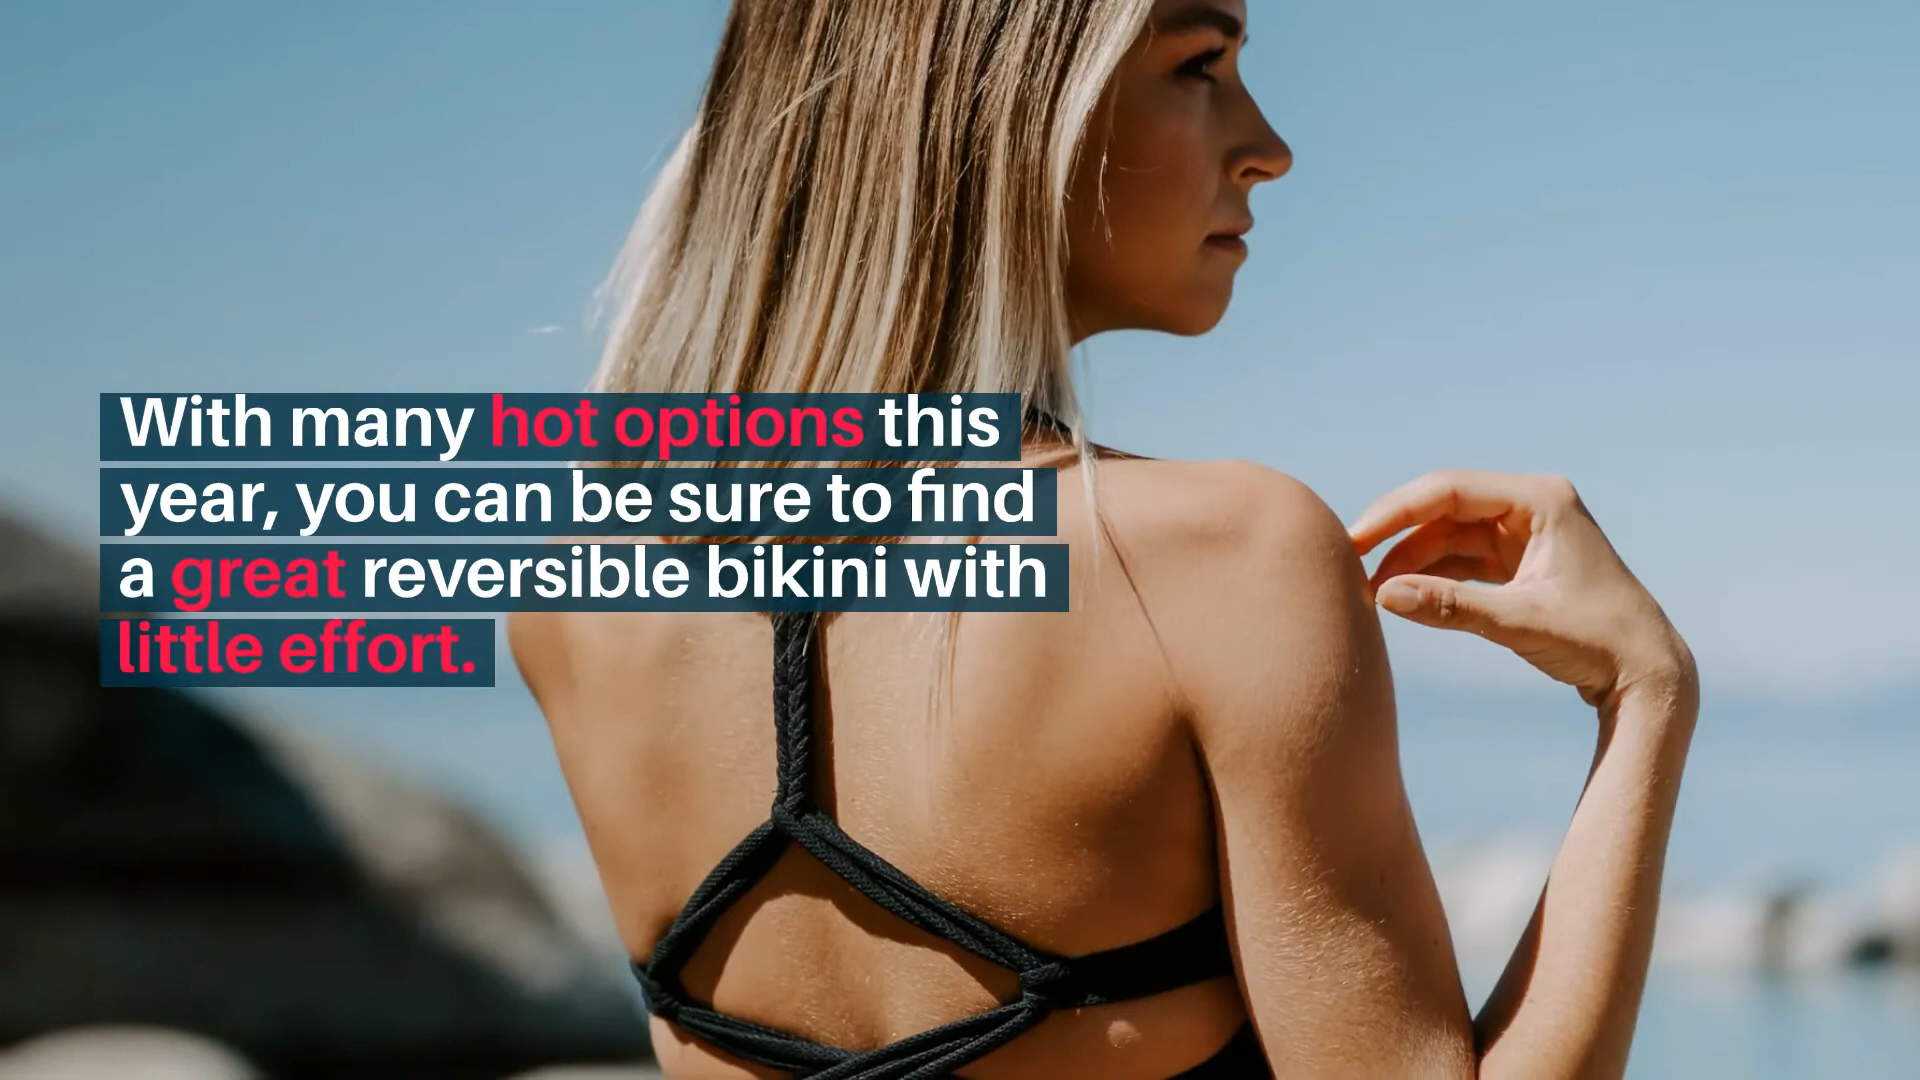 With many hot options this
year, you can be sure to find
a great reversible bikini with
little effort.